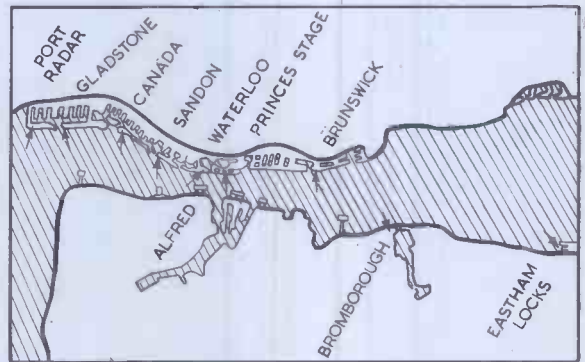 PORT
RADAR
GLADSTONE
CANADA
SANDON
WATERLOO
PRINCES STAGE
BRUNSWICK
ALFRED
BROMBOROUGH
EASTHAM
LOCKS